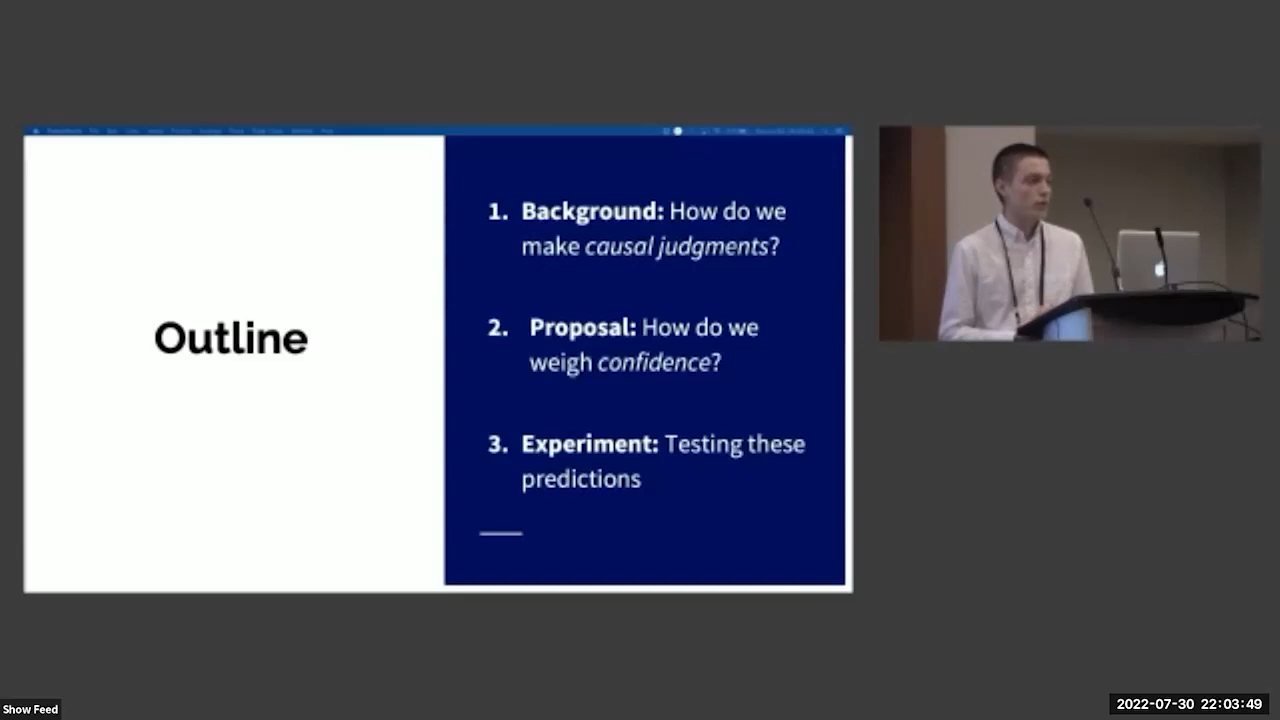 Outline
1. Background: How do we
make causal judgments?
2. Proposal: How do we
weigh confidence?
3. Experiment: Testing these
predictions
Show Feed
2022-07-30 22:03:49